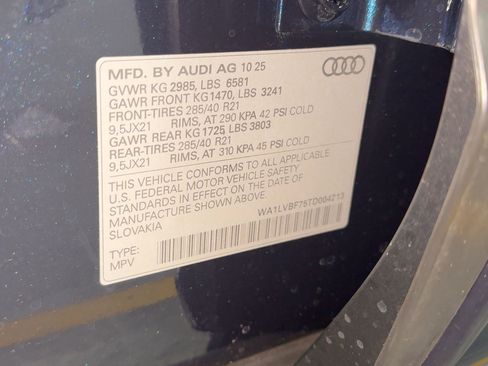 MFD. BY AUDI AG 10 25
GVWR KG 2985, LBS 6581
GAWR FRONT KG 1470, LBS 3241
FRONT-TIRES 285/40 R21
9,5JX21 RIMS, AT 290 KPA 42 PSI COLD
GAWR REAR KG 1725, LBS 3803
REAR-TIRES 285/40 R21
9,5JX21 RIMS, AT 310 KPA 45 PSI COLD
THIS VEHICLE CONFORMS TO ALL APPLICABLE
U.S. FEDERAL MOTOR VEHICLE SAFETY
STANDARDS IN EFFECT ON THE DATE OF
MANUFACTURE SHOWN ABOVE.
SLOVAKIA
WA1LVBF75TD004213
TYPE:
MPV